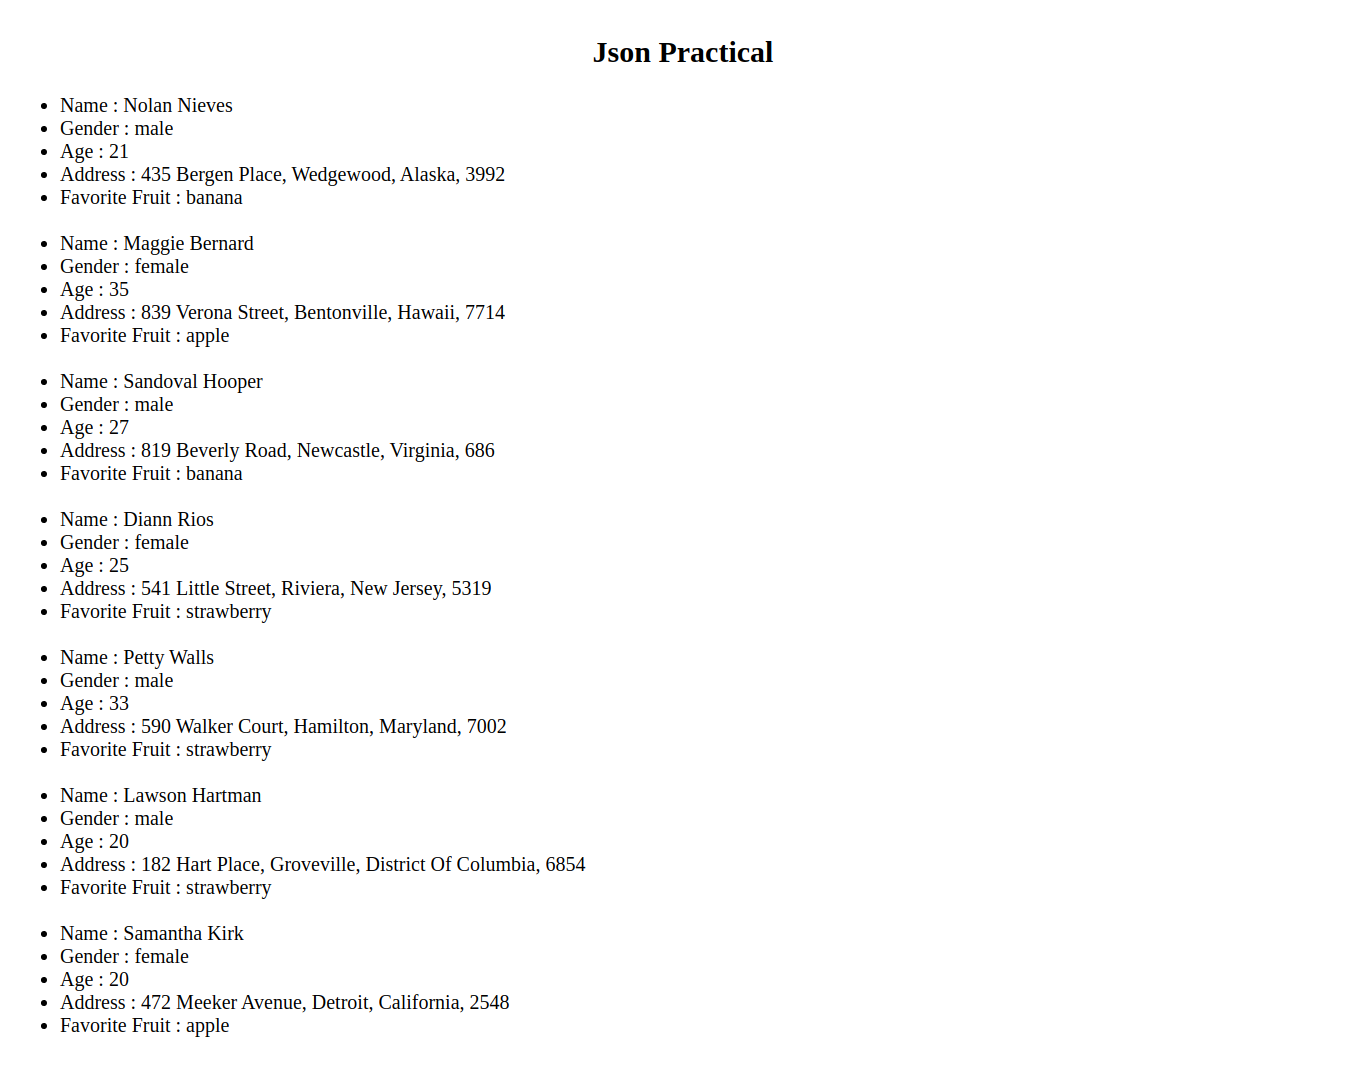 Json Practical
Name : Nolan Nieves
Gender : male
Age : 21
Address : 435 Bergen Place, Wedgewood, Alaska, 3992
Favorite Fruit : banana
Name : Maggie Bernard
Gender : female
Age : 35
Address : 839 Verona Street, Bentonville, Hawaii, 7714
Favorite Fruit : apple
Name : Sandoval Hooper
Gender : male
Age : 27
Address : 819 Beverly Road, Newcastle, Virginia, 686
Favorite Fruit : banana
Name : Diann Rios
Gender : female
Age : 25
Address : 541 Little Street, Riviera, New Jersey, 5319
Favorite Fruit : strawberry
Name : Petty Walls
Gender : male
Age : 33
Address : 590 Walker Court, Hamilton, Maryland, 7002
Favorite Fruit : strawberry
Name : Lawson Hartman
Gender : male
Age : 20
Address : 182 Hart Place, Groveville, District Of Columbia, 6854
Favorite Fruit : strawberry
Name : Samantha Kirk
Gender : female
Age : 20
Address : 472 Meeker Avenue, Detroit, California, 2548
Favorite Fruit : apple